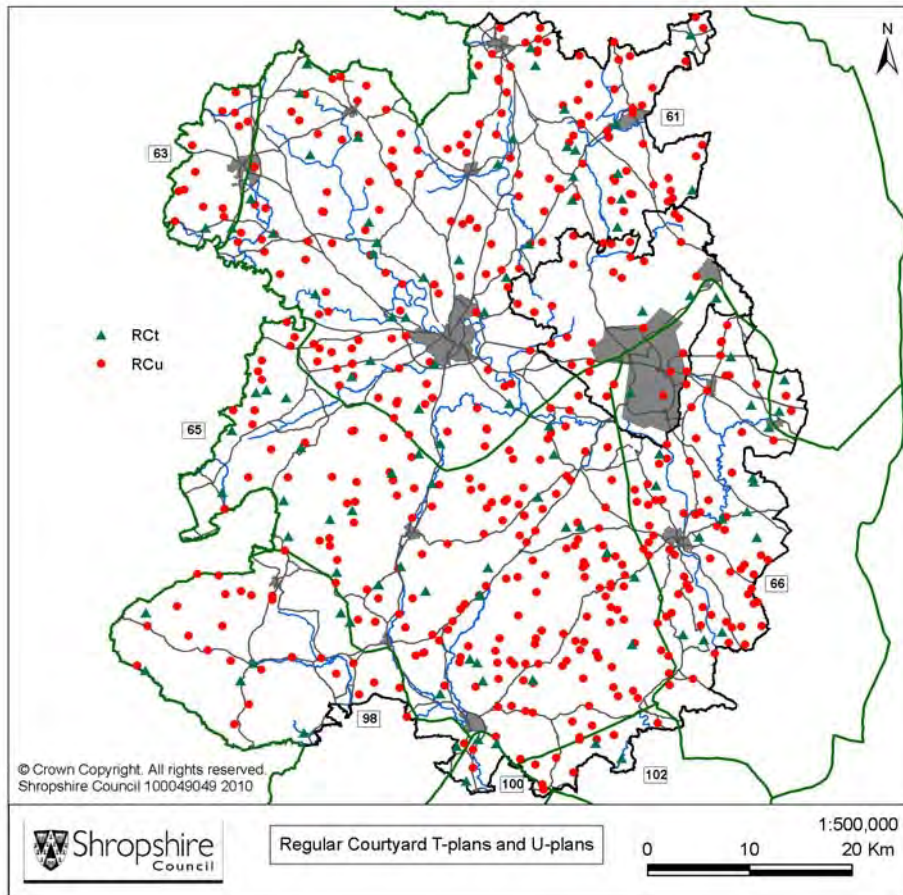 N
61
63
RCt
RCu
65
66
98
© Crown Copyright. All rights reserved.
Shropshire Council 100049049 2010
100
102
Shropshire
Council
Regular Courtyard T-plans and U-plans
1:500,000
0 10 20 Km